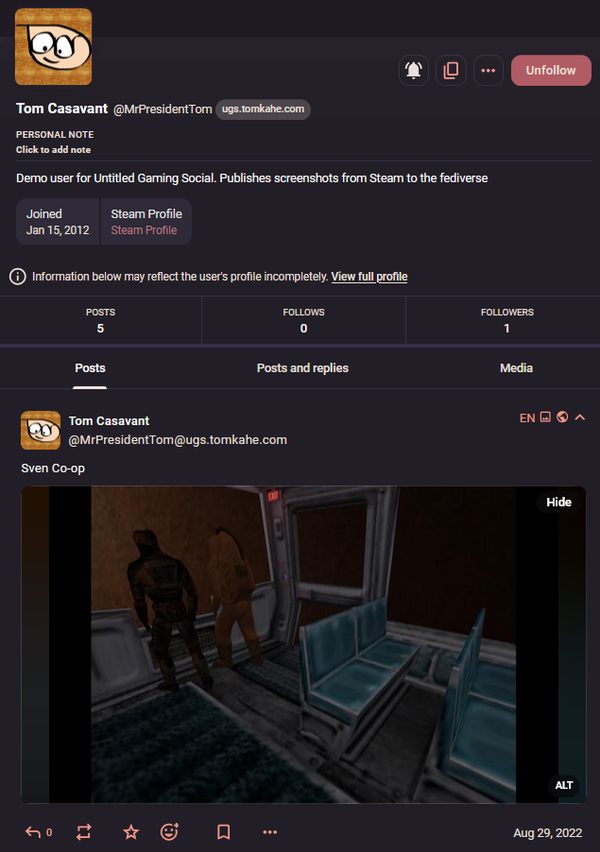 Unfollow
Tom Casavant @MrPresidentTom ugs.tomkahe.com
PERSONAL NOTE
Click to add note
Demo user for Untitled Gaming Social. Publishes screenshots from Steam to the fediverse
Joined
Jan 15, 2012
Steam Profile
Steam Profile
Information below may reflect the user's profile incompletely. View full profile
POSTS
5
FOLLOWS
0
FOLLOWERS
1
Posts
Posts and replies
Media
Tom Casavant
@MrPresidentTom@ugs.tomkahe.com
EN
Sven Co-op
EXIT
Hide
ALT
0
Aug 29, 2022